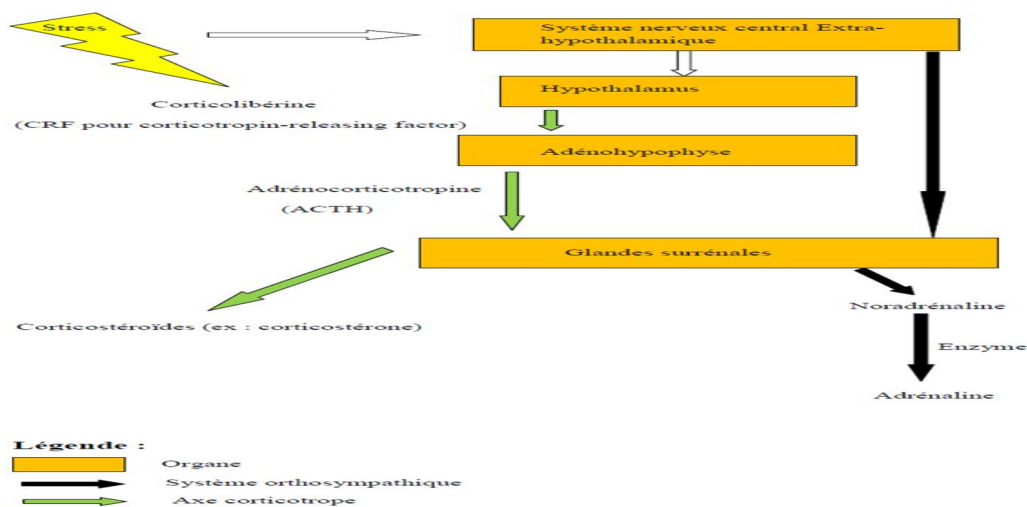 Stress
Système nerveux central Extra-
hypothalamique
Hypothalamus
Corticolibérine
(CRF pour corticotropin-releasing factor)
Adénohypophyse
Adrénocorticotropine
(ACTH)
Glandes surrénales
Noradrénaline
Corticostéroïdes (ex : corticostérone)
Enzyme
Adrénaline
Légende :
Organe
Système orthosympathique
Axe corticotrope